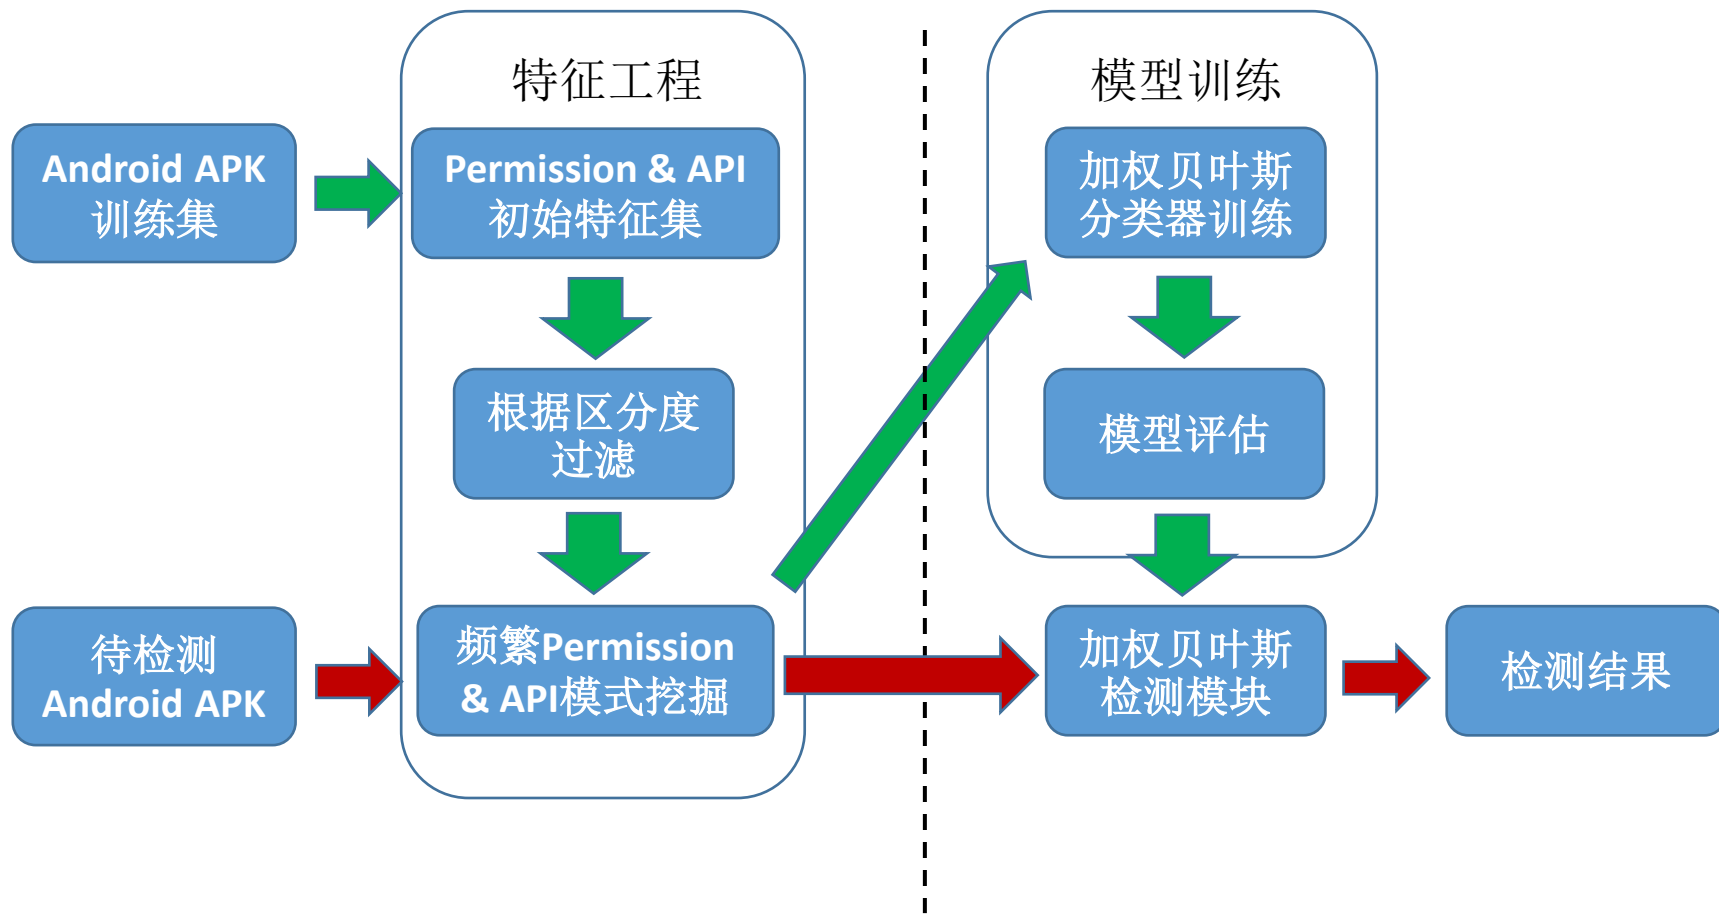 特征工程
模型训练
Android APK
训练集
Permission & API
初始特征集
加权贝叶斯
分类器训练
根据区分度
过滤
模型评估
待检测
Android APK
频繁Permission
& API模式挖掘
加权贝叶斯
检测模块
检测结果